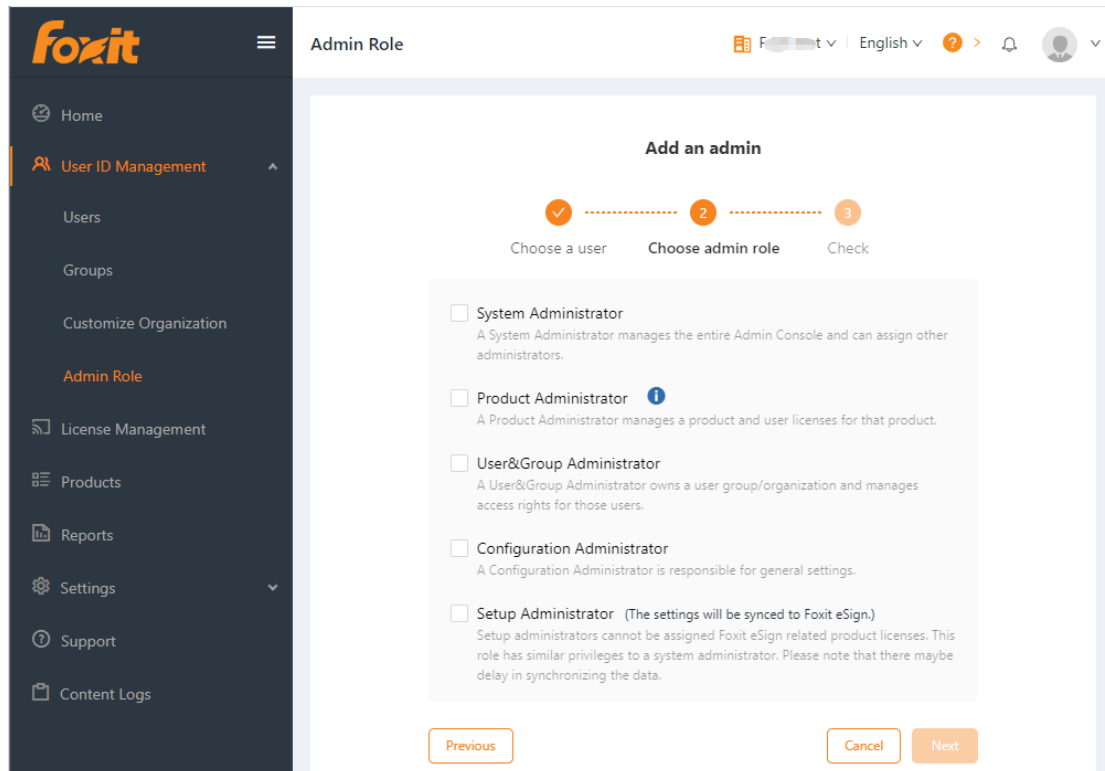 Foxit
Admin Role
English
?
Home
User ID Management
Users
Groups
Customize Organization
Admin Role
License Management
Products
Reports
Settings
Support
Content Logs
Add an admin
2
3
Choose a user
Choose admin role
Check
System Administrator
A System Administrator manages the entire Admin Console and can assign other
administrators.
Product Administrator i
A Product Administrator manages a product and user licenses for that product.
User&Group Administrator
A User&Group Administrator owns a user group/organization and manages
access rights for those users.
Configuration Administrator
A Configuration Administrator is responsible for general settings.
Setup Administrator (The settings will be synced to Foxit eSign.)
Setup administrators cannot be assigned Foxit eSign related product licenses. This
role has similar privileges to a system administrator. Please note that there maybe
delay in synchronizing the data.
Previous
Cancel
Next